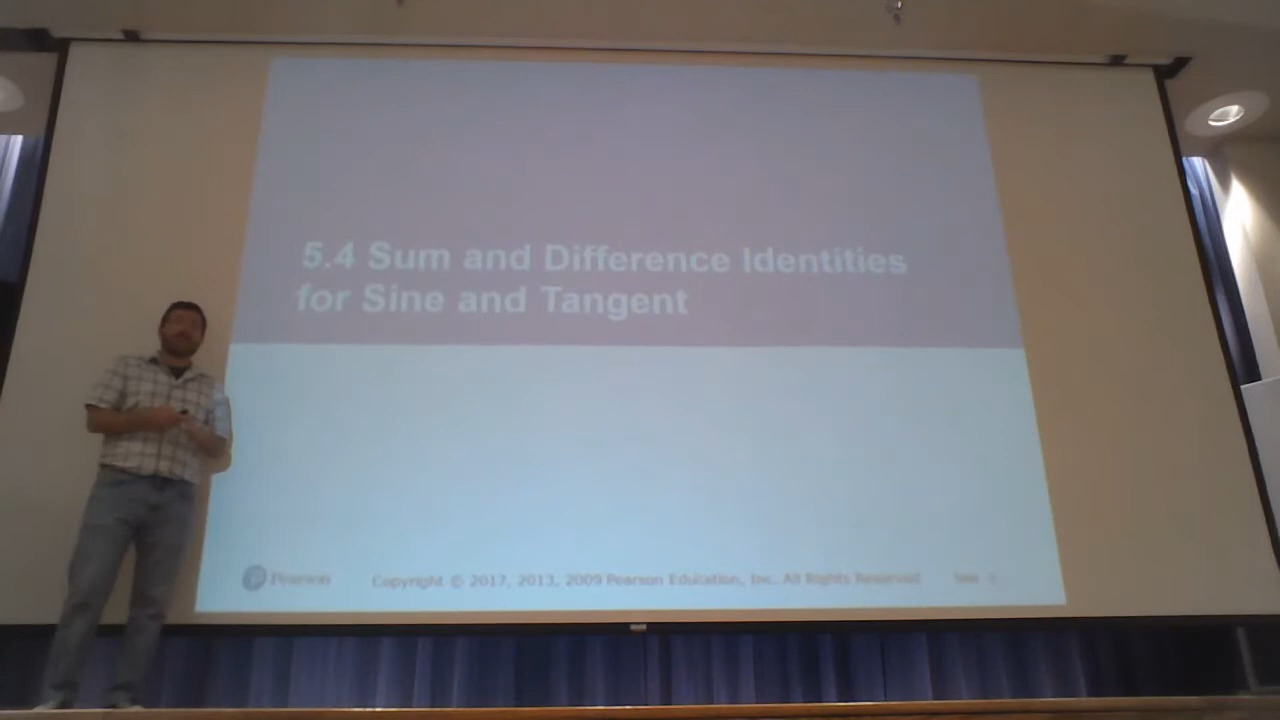 5.4 Sum and Difference Identities
for Sine and Tangent
Pearson
Copyright © 2017, 2013, 2009 Pearson Education, Inc. All Rights Reserved